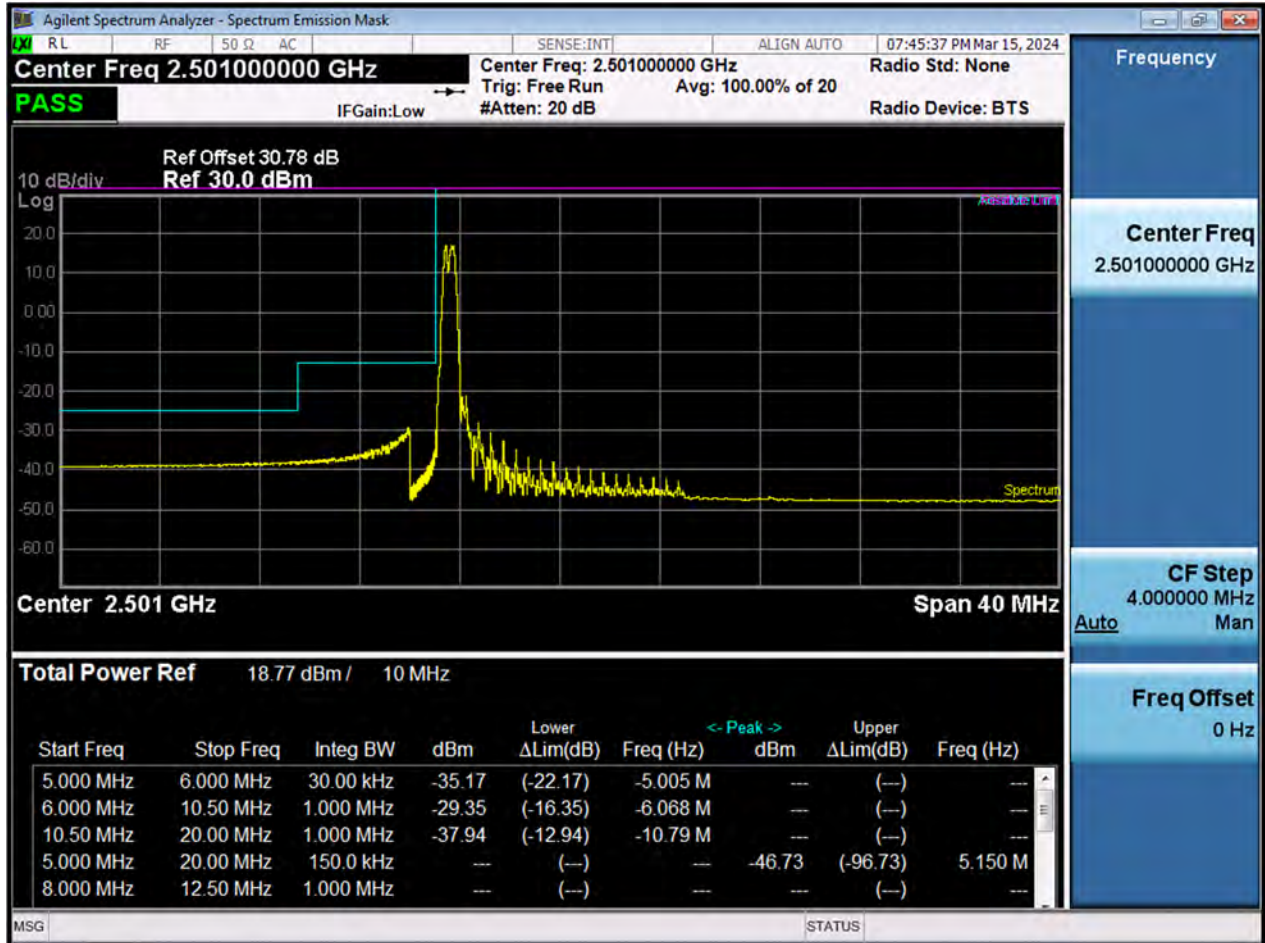 Agilent Spectrum Analyzer - Spectrum Emission Mask
LXI RL RF 50 Ω AC SENSE:INT ALIGN AUTO 07:45:37 PM Mar 15, 2024
Center Freq 2.501000000 GHz
Center Freq: 2.501000000 GHz
Radio Std: None
Trig: Free Run
Avg: 100.00% of 20
PASS
IFGain:Low
#Atten: 20 dB
Radio Device: BTS
Ref Offset 30.78 dB
10 dB/div
Ref 30.0 dBm
Log
Absolute Limit
20.0
10.0
0.00
-10.0
-20.0
-30.0
-40.0
Spectrum
-50.0
-60.0
Center 2.501 GHz
Span 40 MHz
Total Power Ref 18.77 dBm / 10 MHz
Lower <- Peak -> Upper
Start Freq Stop Freq Integ BW dBm ΔLim(dB) Freq (Hz) dBm ΔLim(dB) Freq (Hz)
5.000 MHz 6.000 MHz 30.00 kHz -35.17 (-22.17) -5.005 M --- (---) ---
6.000 MHz 10.50 MHz 1.000 MHz -29.35 (-16.35) -6.068 M --- (---) ---
10.50 MHz 20.00 MHz 1.000 MHz -37.94 (-12.94) -10.79 M --- (---) ---
5.000 MHz 20.00 MHz 150.0 kHz --- (---) --- -46.73 (-96.73) 5.150 M
8.000 MHz 12.50 MHz 1.000 MHz --- (---) --- --- (---) ---
MSG
STATUS
Frequency
Center Freq
2.501000000 GHz
CF Step
4.000000 MHz
Auto Man
Freq Offset
0 Hz